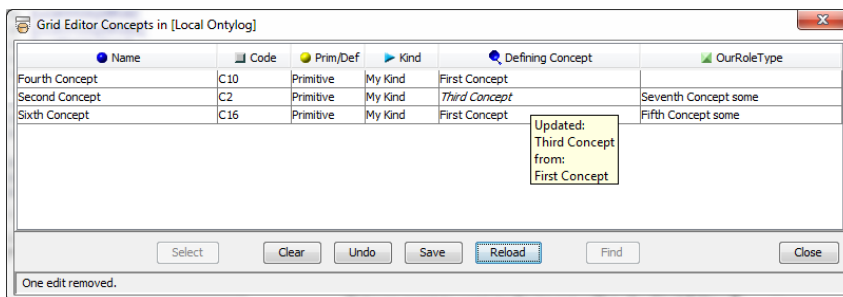 Grid Editor Concepts in [Local Ontylog]
Name Code Prim/Def Kind Defining Concept OurRoleType
Fourth Concept C10 Primitive My Kind First Concept
Second Concept C2 Primitive My Kind Third Concept Seventh Concept some
Sixth Concept C16 Primitive My Kind First Concept Fifth Concept some
Updated:
Third Concept
from:
First Concept
Select Clear Undo Save Reload Find Close
One edit removed.